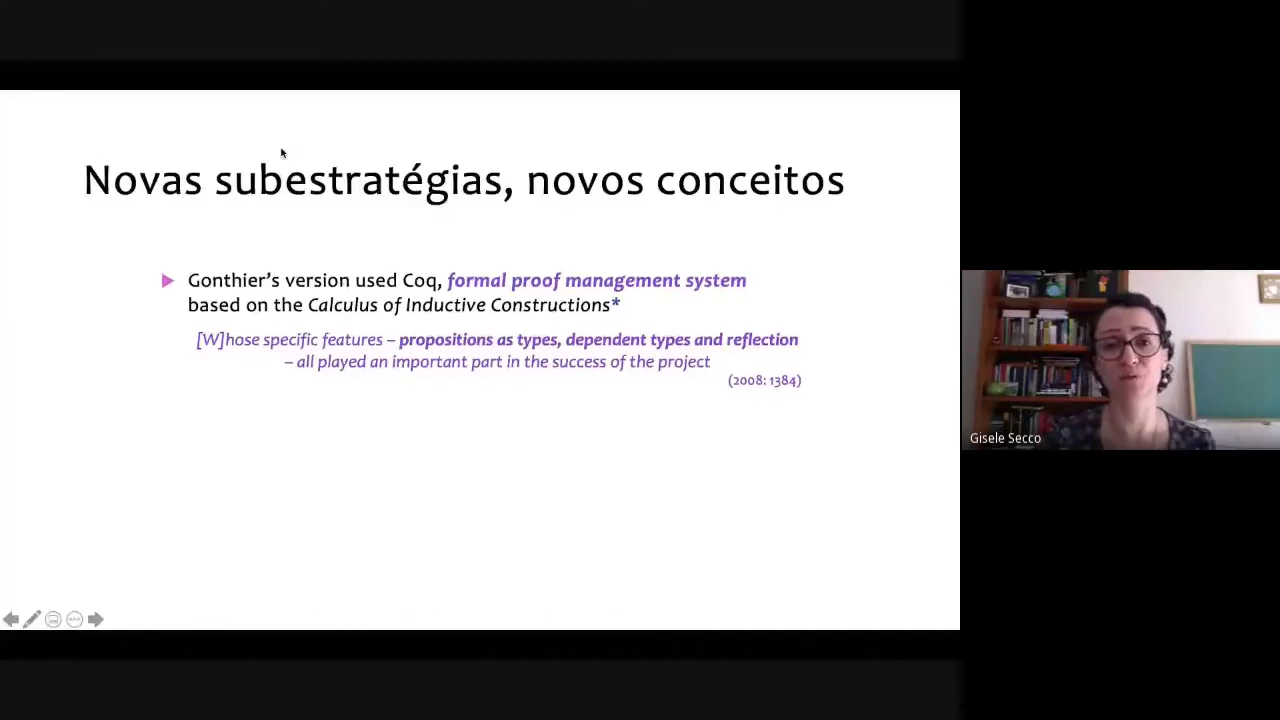 Novas subestratégias, novos conceitos
Gonthier’s version used Coq, formal proof management system
based on the Calculus of Inductive Constructions*
[W]hose specific features – propositions as types, dependent types and reflection
– all played an important part in the success of the project
(2008: 1384)
Gisele Secco